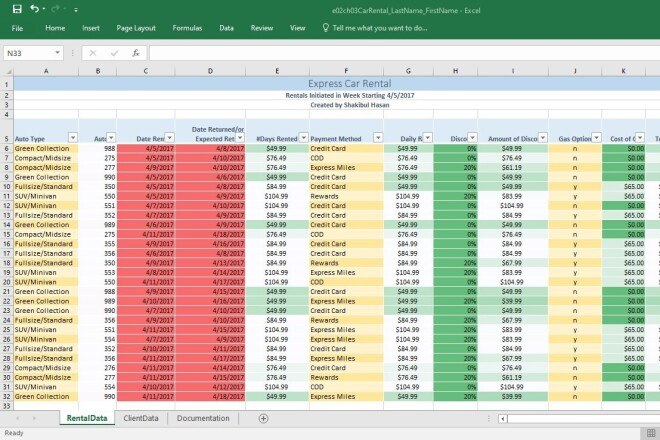 e02ch03CarRental_LastName_FirstName - Excel
File Home Insert Page Layout Formulas Data Review View Tell me what you want to do...
N33 fx
A B C D E F G H I J K
1 Express Car Rental
2 Rentals Initiated in Week Starting 4/5/2017
3 Created by Shakibul Hasan
4
Date Returned/or
5 Auto Type Auto Date Ren Expected Ret #Days Rented Payment Method Daily R Disco Amount of Disco Gas Option Cost of
6 Green Collection 988 4/5/2017 4/8/2017 $49.99 Credit Card $49.99 0% $49.99 n $0.00
7 Compact/Midsize 275 4/5/2017 4/10/2017 $76.49 COD $76.49 0% $76.49 n $0.00
8 Compact/Midsize 277 4/9/2017 4/10/2017 $76.49 Express Miles $76.49 20% $61.19 n $0.00
9 Green Collection 990 4/5/2017 4/6/2017 $49.99 Credit Card $49.99 0% $49.99 n $0.00
10 Fullsize/Standard 350 4/5/2017 4/8/2017 $84.99 Credit Card $84.99 0% $84.99 y $65.00
11 SUV/Minivan 550 4/5/2017 4/9/2017 $104.99 Rewards $104.99 20% $83.99 y $65.00
12 SUV/Minivan 551 4/7/2017 4/10/2017 $104.99 Credit Card $104.99 0% $104.99 n $0.00
13 Fullsize/Standard 352 4/7/2017 4/9/2017 $84.99 Credit Card $84.99 0% $84.99 y $65.00
14 Green Collection 989 4/6/2017 4/9/2017 $49.99 Credit Card $49.99 0% $49.99 n $0.00
15 Compact/Midsize 275 4/11/2017 4/18/2017 $76.49 COD $76.49 0% $76.49 n $0.00
16 Fullsize/Standard 355 4/9/2017 4/16/2017 $84.99 Credit Card $84.99 0% $84.99 y $65.00
17 Fullsize/Standard 356 4/6/2017 4/8/2017 $84.99 Credit Card $84.99 0% $84.99 y $65.00
18 Fullsize/Standard 350 4/9/2017 4/13/2017 $84.99 Rewards $84.99 20% $67.99 y $65.00
19 SUV/Minivan 553 4/8/2017 4/14/2017 $104.99 Express Miles $104.99 20% $83.99 y $65.00
20 SUV/Minivan 550 4/11/2017 4/17/2017 $104.99 COD $104.99 0% $104.99 y $65.00
21 Green Collection 988 4/9/2017 4/15/2017 $49.99 Credit Card $49.99 0% $49.99 n $0.00
22 Green Collection 989 4/10/2017 4/16/2017 $49.99 Express Miles $49.99 20% $39.99 n $0.00
23 Green Collection 990 4/7/2017 4/10/2017 $49.99 Express Miles $49.99 20% $39.99 n $0.00
24 Fullsize/Standard 356 4/9/2017 4/10/2017 $84.99 Rewards $84.99 20% $67.99 n $0.00
25 SUV/Minivan 551 4/11/2017 4/15/2017 $104.99 Express Miles $104.99 20% $83.99 y $65.00
26 SUV/Minivan 554 4/7/2017 4/9/2017 $104.99 Express Miles $104.99 20% $83.99 y $65.00
27 Fullsize/Standard 352 4/10/2017 4/11/2017 $84.99 Credit Card $84.99 0% $84.99 y $65.00
28 Fullsize/Standard 356 4/11/2017 4/14/2017 $84.99 Express Miles $84.99 20% $67.99 y $65.00
29 Compact/Midsize 276 4/11/2017 4/17/2017 $76.49 COD $76.49 0% $76.49 n $0.00
30 Compact/Midsize 277 4/11/2017 4/15/2017 $76.49 Rewards $76.49 20% $61.19 n $0.00
31 SUV/Minivan 554 4/10/2017 4/12/2017 $104.99 COD $104.99 0% $104.99 y $65.00
32 Green Collection 990 4/11/2017 4/18/2017 $49.99 Express Miles $49.99 20% $39.99 n $0.00
33
RentalData ClientData Documentation
Ready